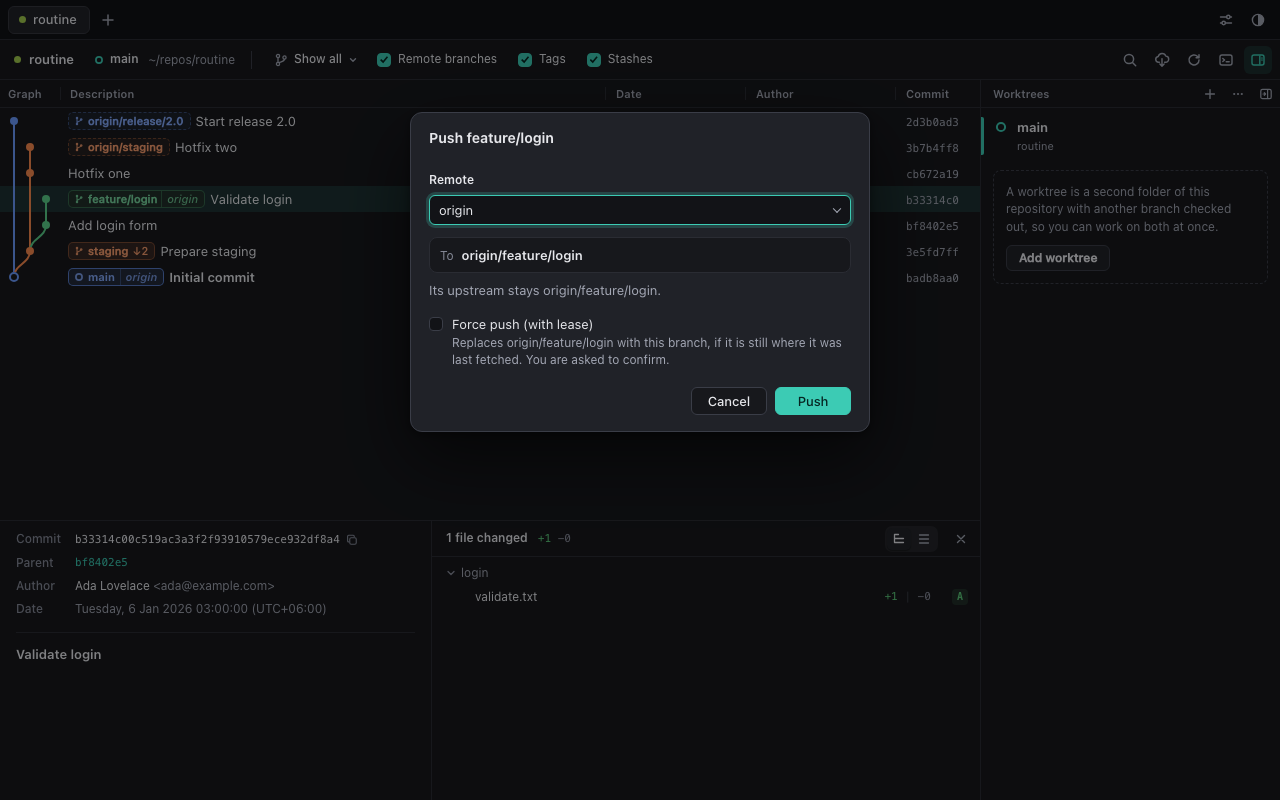 routine
routine main ~/repos/routine Show all Remote branches Tags Stashes
Graph Description Date Author Commit Worktrees
origin/release/2.0 Start release 2.0 2d3b0ad3
origin/staging Hotfix two 3b7b4ff8
Hotfix one cb672a19
feature/login origin Validate login b33314c0
Add login form bf8402e5
staging ↓2 Prepare staging 3e5fd7ff
main origin Initial commit badb8aa0
Push feature/login
Remote
origin
To origin/feature/login
Its upstream stays origin/feature/login.
Force push (with lease)
Replaces origin/feature/login with this branch, if it is still where it was
last fetched. You are asked to confirm.
Cancel Push
main
routine
A worktree is a second folder of this
repository with another branch checked
out, so you can work on both at once.
Add worktree
Commit b33314c00c519ac3a3f2f93910579ece932df8a4
Parent bf8402e5
Author Ada Lovelace <ada@example.com>
Date Tuesday, 6 Jan 2026 03:00:00 (UTC+06:00)
Validate login
1 file changed +1 −0
login
validate.txt +1 | −0 A